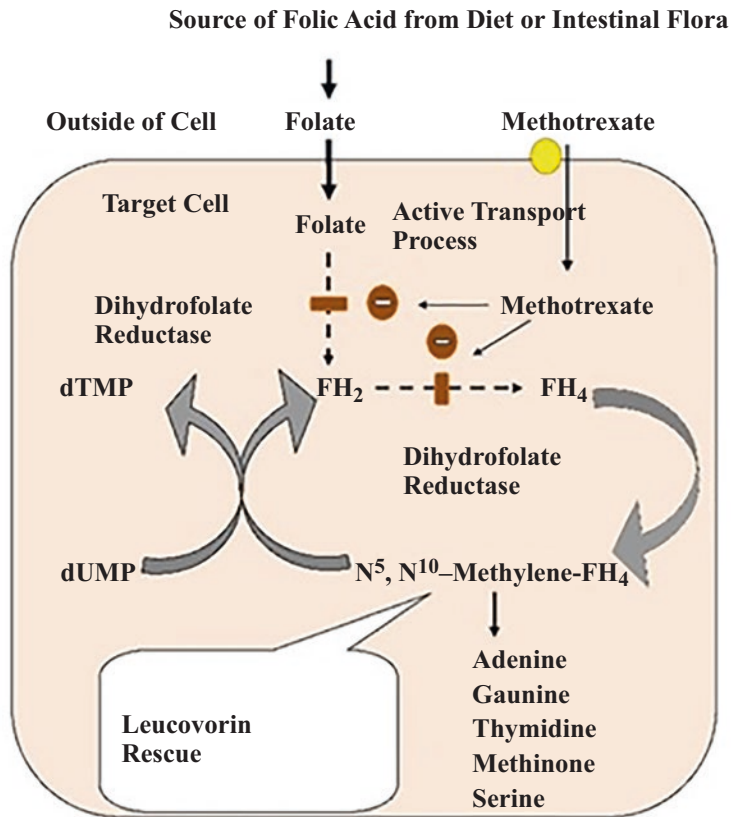 Source of Folic Acid from Diet or Intestinal Flora
Outside of Cell
Folate
Methotrexate
Target Cell
Folate
Active Transport
Process
Dihydrofolate
Reductase
Methotrexate
dTMP
FH₂
FH₄
Dihydrofolate
Reductase
dUMP
N⁵, N¹⁰–Methylene-FH₄
Leucovorin
Rescue
Adenine
Gaunine
Thymidine
Methinone
Serine